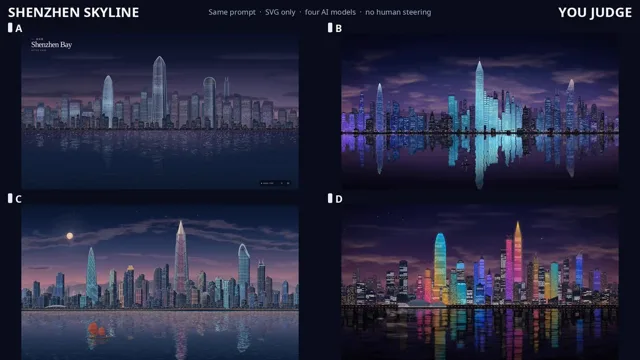 SHENZHEN SKYLINE
Same prompt · SVG only · four AI models · no human steering
YOU JUDGE
A
Shenzhen Bay
B
C
D